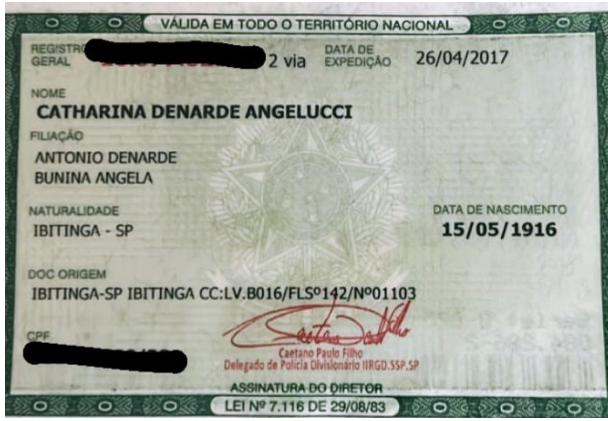 VÁLIDA EM TODO O TERRITÓRIO NACIONAL
REGISTRO GERAL 2 via DATA DE EXPEDIÇÃO 26/04/2017
NOME
CATHARINA DENARDE ANGELUCCI
FILIAÇÃO
ANTONIO DENARDE
BUNINA ANGELA
NATURALIDADE DATA DE NASCIMENTO
IBITINGA - SP 15/05/1916
DOC ORIGEM
IBITINGA-SP IBITINGA CC:LV.B016/FLSº142/Nº01103
CPF
Caetano Paulo Filho
Delegado de Polícia Divisionário IIRGD.SSP.SP
ASSINATURA DO DIRETOR
LEI Nº 7.116 DE 29/08/83